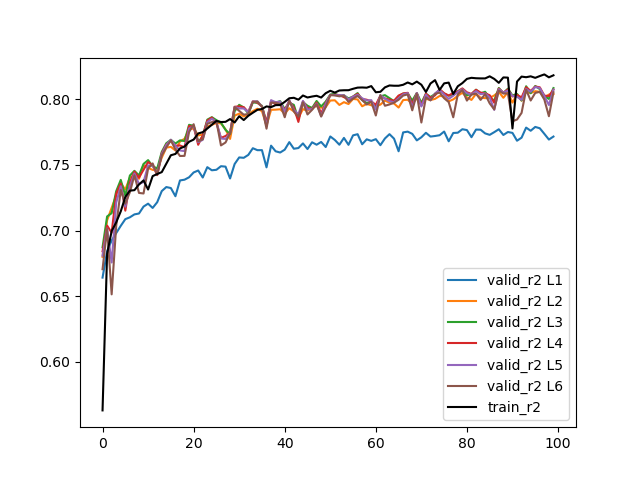 0.80
0.75
0.70
0.65
0.60
0
20
40
60
80
100
valid_r2 L1
valid_r2 L2
valid_r2 L3
valid_r2 L4
valid_r2 L5
valid_r2 L6
train_r2